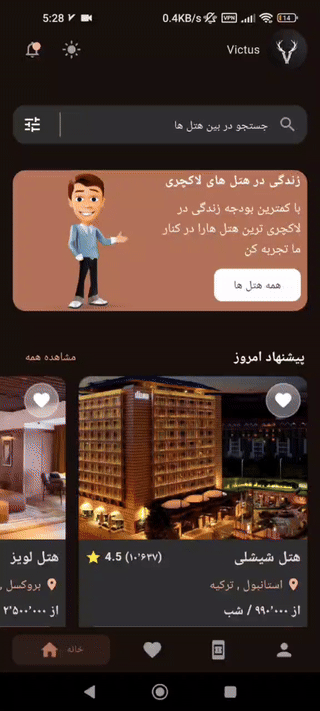 5:28
0.4KB/s
VPN
14
Victus
جستجو در بین هتل ها
زندگی در هتل های لاکچری
با کمترین بودجه زندگی در
لاکچری ترین هتل هارا در کنار
ما تجربه کن
همه هتل ها
پیشنهاد امروز
مشاهده همه
هتل شیشلی
4.5 (۱۰٬۶۳۷)
استانبول , ترکیه
از ۹۹۰٬۰۰۰ / شب
هتل لویز
بروکسل ,
از ۲٬۵۰۰٬۰۰۰
خانه